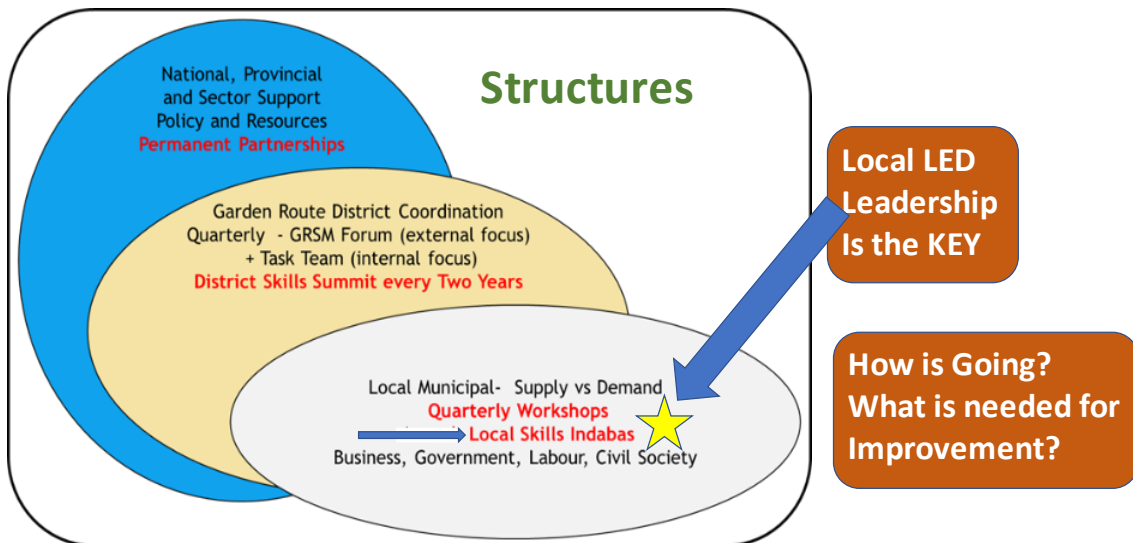 Structures
National, Provincial
and Sector Support
Policy and Resources
Permanent Partnerships
Garden Route District Coordination
Quarterly - GRSM Forum (external focus)
+ Task Team (internal focus)
District Skills Summit every Two Years
Local Municipal- Supply vs Demand
Quarterly Workshops
Local Skills Indabas
Business, Government, Labour, Civil Society
Local LED
Leadership
Is the KEY
How is Going?
What is needed for
Improvement?